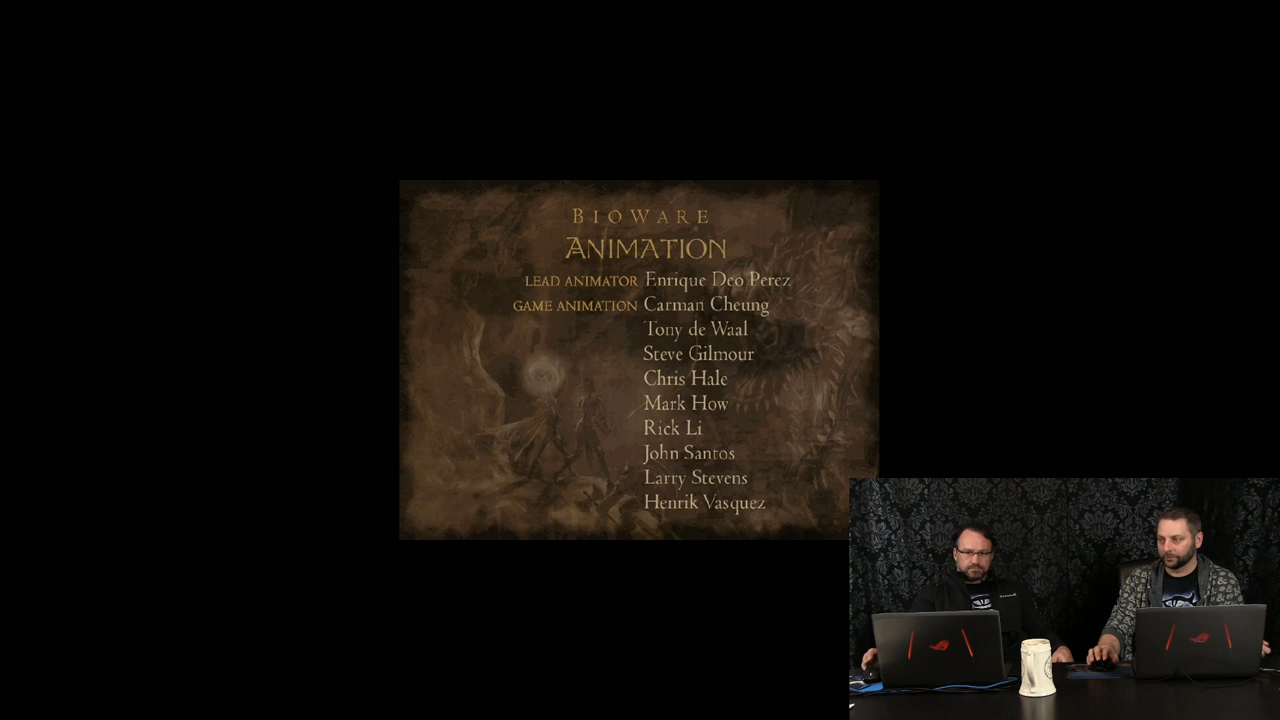 BIOWARE
ANIMATION
LEAD ANIMATOR Enrique Deo Perez
GAME ANIMATION Carman Cheung
Tony de Waal
Steve Gilmour
Chris Hale
Mark How
Rick Li
John Santos
Larry Stevens
Henrik Vasquez